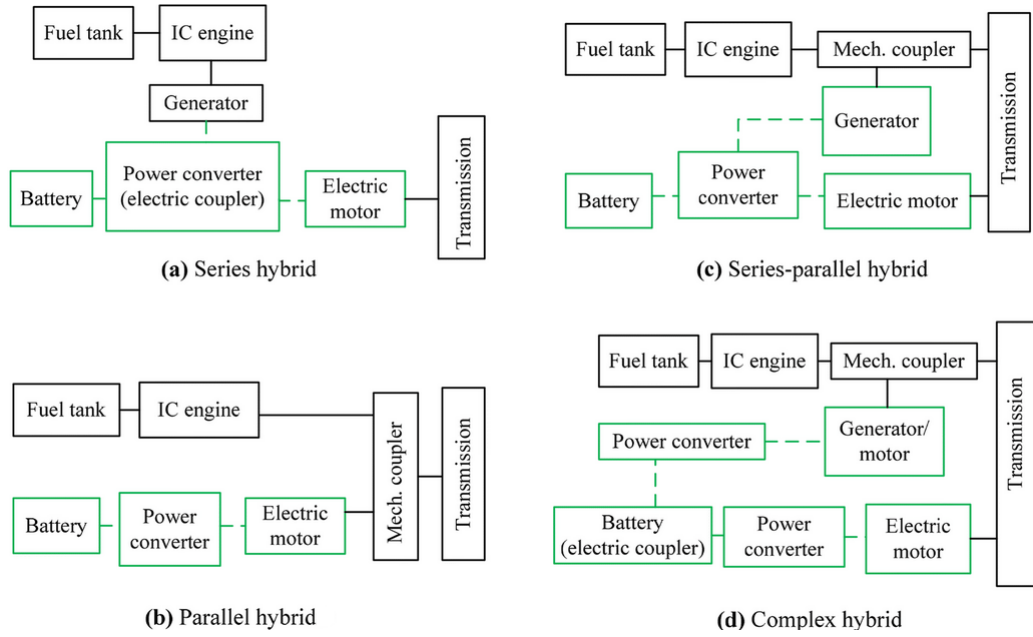 Fuel tank
IC engine
Generator
Battery
Power converter
(electric coupler)
Electric
motor
Transmission
(a) Series hybrid
Fuel tank
IC engine
Battery
Power
converter
Electric
motor
Mech. coupler
Transmission
(b) Parallel hybrid
Fuel tank
IC engine
Mech. coupler
Generator
Battery
Power
converter
Electric motor
Transmission
(c) Series-parallel hybrid
Fuel tank
IC engine
Mech. coupler
Power converter
Generator/
motor
Battery
(electric coupler)
Power
converter
Electric
motor
Transmission
(d) Complex hybrid